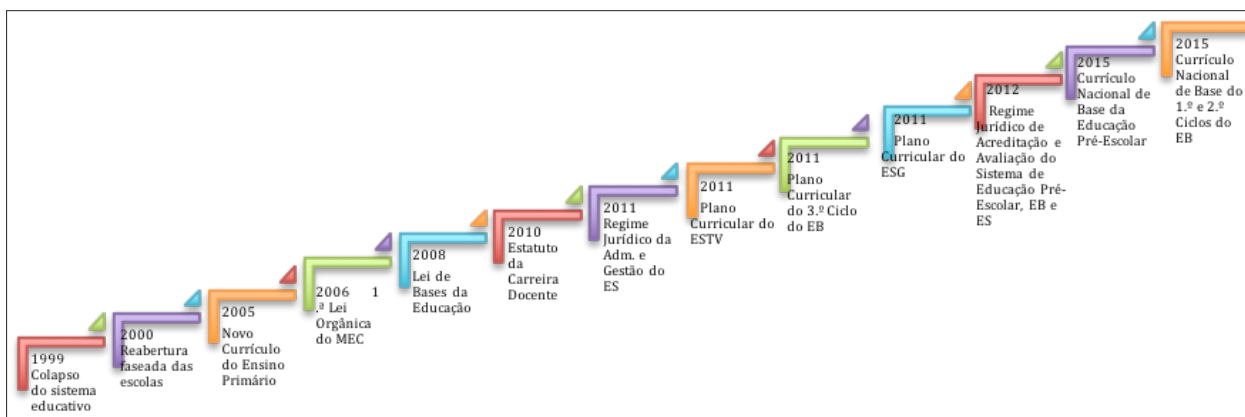 1999
Colapso
do sistema
educativo
2000
Reabertura
faseada das
escolas
2005
Novo
Currículo
do Ensino
Primário
2006 1
.ª Lei
Orgânica
do MEC
2008
Lei de
Bases da
Educação
2010
Estatuto
da
Carreira
Docente
2011
Regime
Jurídico da
Adm. e
Gestão do
ES
2011
Plano
Curricular do
ESTV
2011
Plano
Curricular
do 3.º Ciclo
do EB
2011
Plano
Curricular do
ESG
2012
Regime
Jurídico de
Acreditação e
Avaliação do
Sistema de
Educação Pré-
Escolar, EB e
ES
2015
Currículo
Nacional de
Base da
Educação
Pré-Escolar
2015
Currículo
Nacional
de Base do
1.º e 2.º
Ciclos do
EB